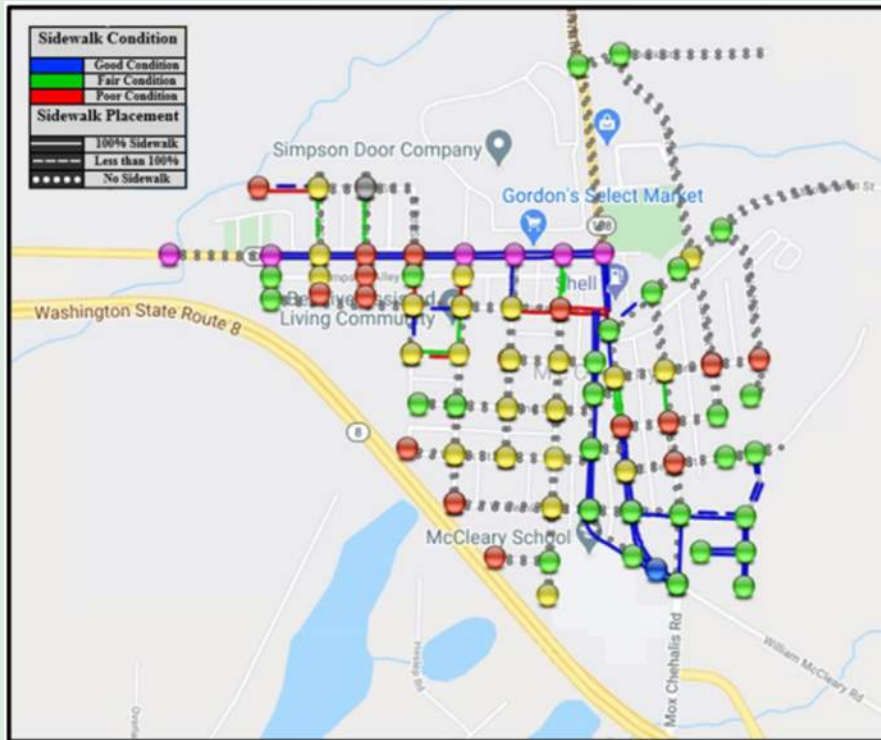 Sidewalk Condition
Good Condition
Fair Condition
Poor Condition
Sidewalk Placement
100% Sidewalk
Less than 100%
No Sidewalk
Simpson Door Company
Gordon's Select Market
8
Shell
Living Community
Washington State Route 8
8
McCleary School
Mox Chehalis Rd
William McCleary Rd